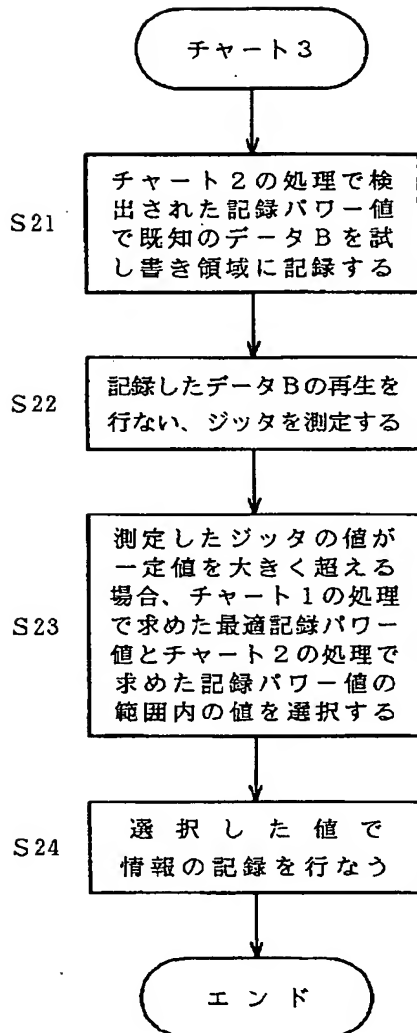 チャート3
S21
チャート2の処理で検
出された記録パワー値
で既知のデータBを試
し書き領域に記録する
S22
記録したデータBの再生を
行ない、ジッタを測定する
S23
測定したジッタの値が
一定値を大きく超える
場合、チャート1の処理
で求めた最適記録パワー
値とチャート2の処理で
求めた記録パワー値の
範囲内の値を選択する
S24
選択した値で
情報の記録を行なう
エンド